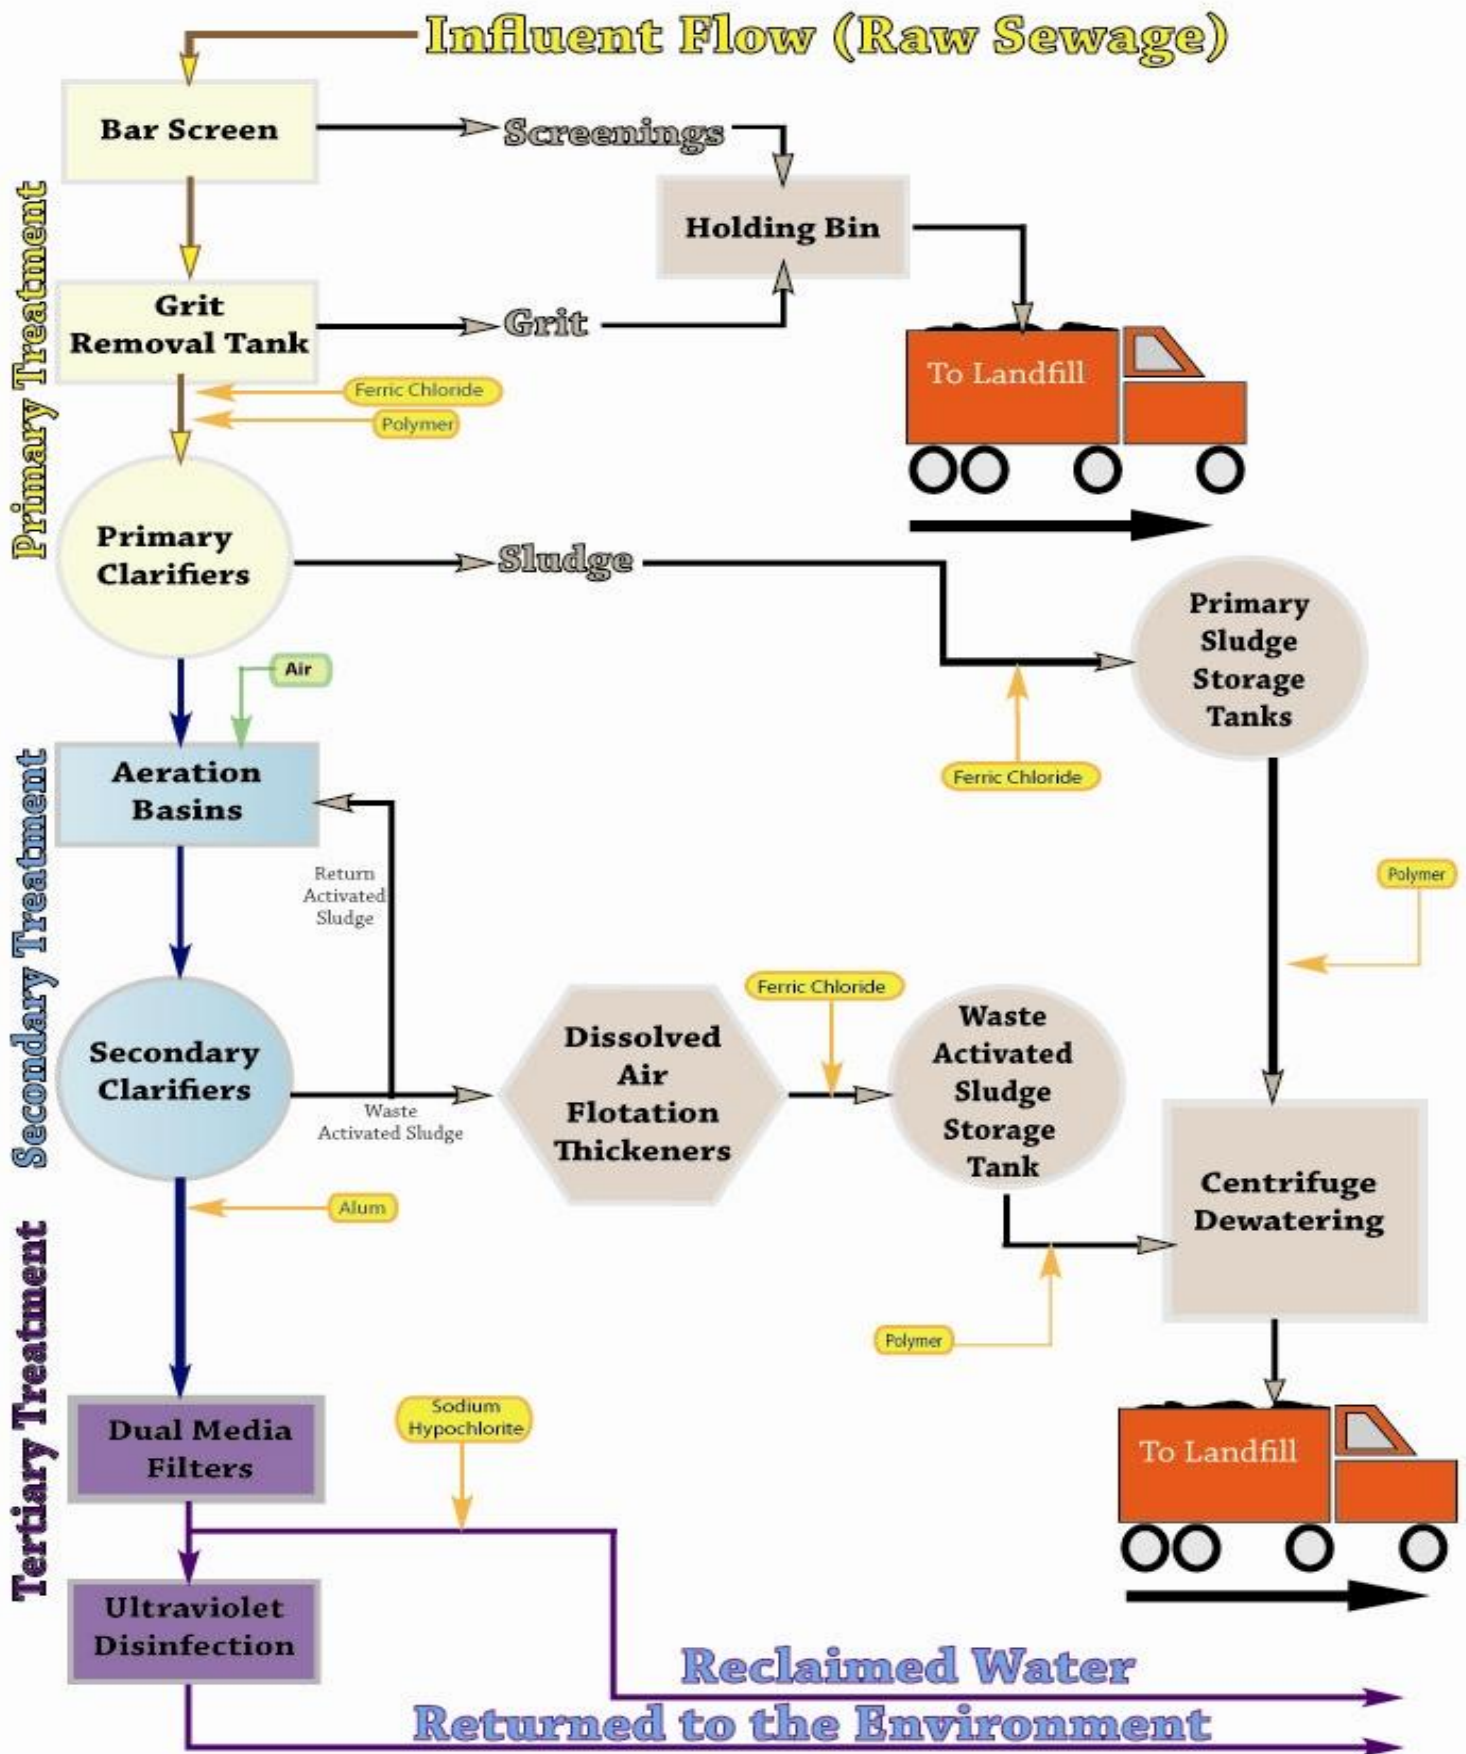 Influent Flow (Raw Sewage)
Bar Screen
Screenings
Holding Bin
Grit
Removal Tank
Grit
To Landfill
Ferric Chloride
Polymer
Primary Treatment
Primary
Clarifiers
Sludge
Primary
Sludge
Storage
Tanks
Air
Ferric Chloride
Aeration
Basins
Return
Activated
Sludge
Polymer
Secondary Treatment
Secondary
Clarifiers
Waste
Activated Sludge
Dissolved
Air
Flotation
Thickeners
Ferric Chloride
Waste
Activated
Sludge
Storage
Tank
Centrifuge
Dewatering
Alum
Polymer
Tertiary Treatment
Dual Media
Filters
Sodium
Hypochlorite
To Landfill
Ultraviolet
Disinfection
Reclaimed Water
Returned to the Environment